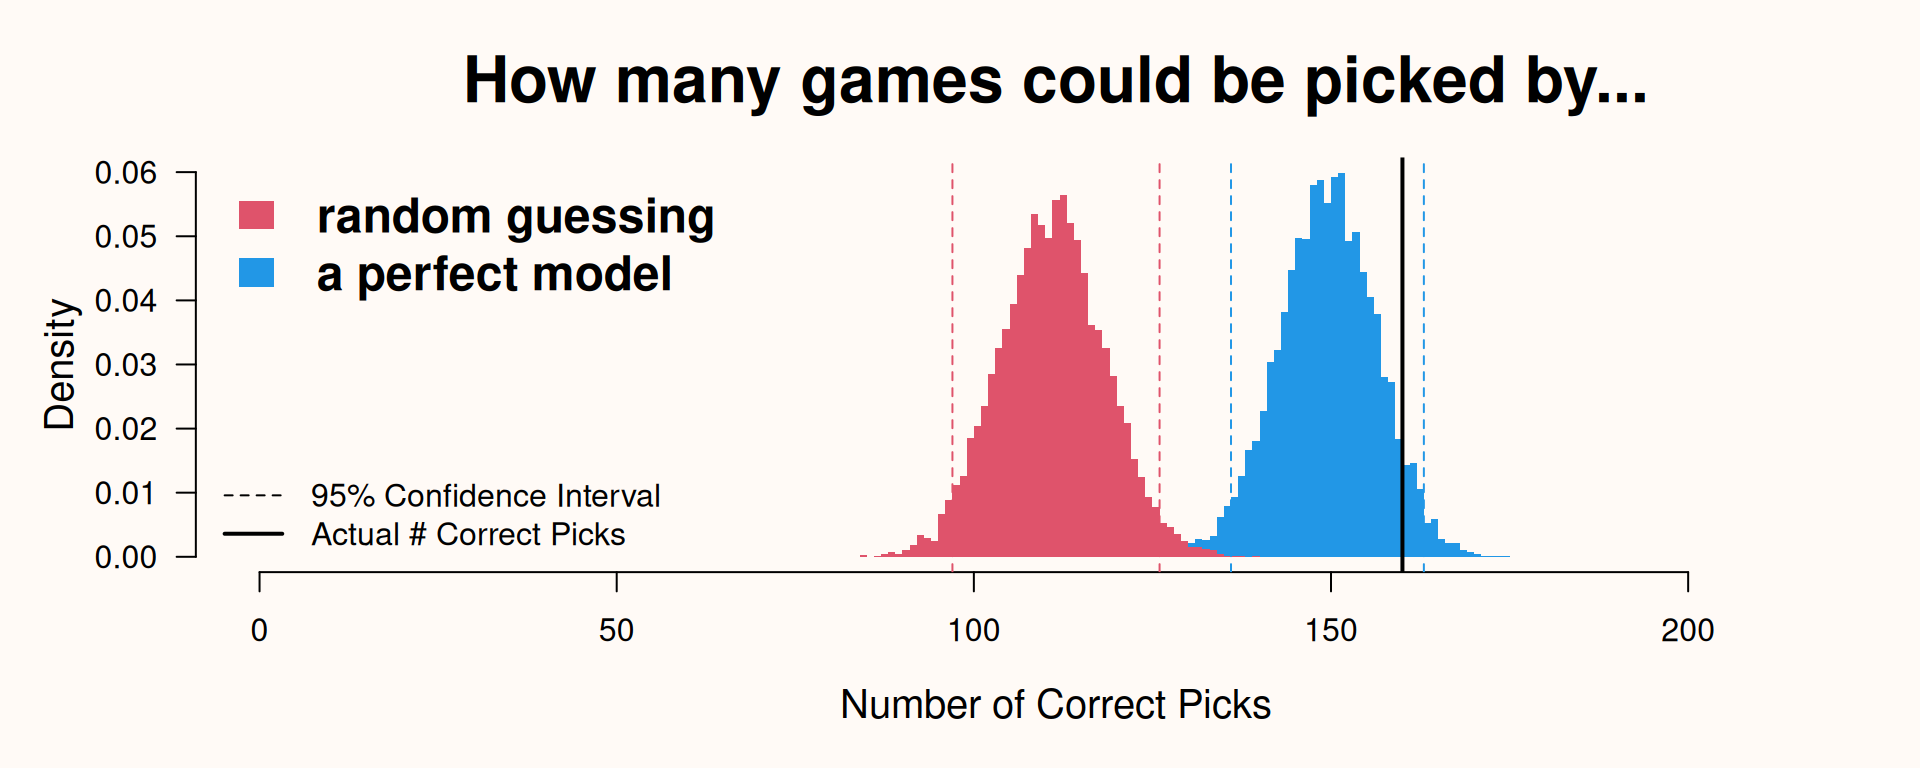 How many games could be picked by...
0.06
0.05
0.04
0.03
0.02
0.01
0.00
Density
random guessing
a perfect model
95% Confidence Interval
Actual # Correct Picks
0 50 100 150 200
Number of Correct Picks